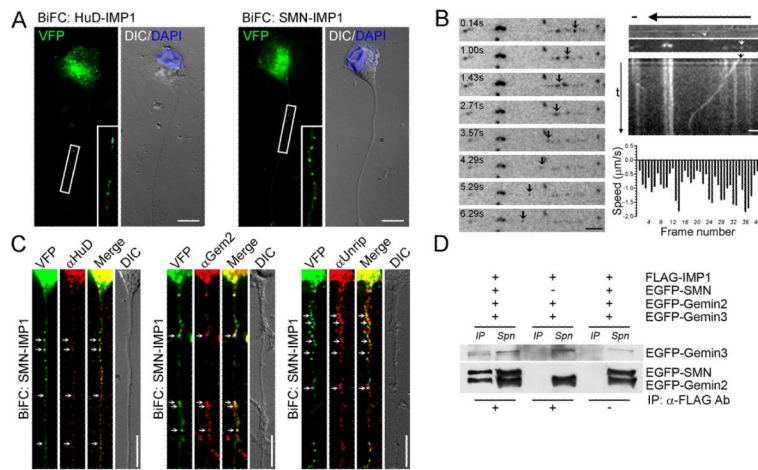 A
BiFC: HuD-IMP1
BiFC: SMN-IMP1
VFP
DIC/DAPI
VFP
DIC/DAPI
B
0.14s
1.00s
1.43s
2.71s
3.57s
4.29s
5.29s
6.29s
-
t
Speed (μm/s)
0.0
-0.5
-1.0
-1.5
-2.0
4 8 12 16 20 24 28 32 36 40
Frame number
C
BiFC: SMN-IMP1
VFP
αHuD
Merge
DIC
BiFC: SMN-IMP1
VFP
αGem2
Merge
DIC
BiFC: SMN-IMP1
VFP
αUnrip
Merge
DIC
D
+ + + FLAG-IMP1
+ - + EGFP-SMN
+ + + EGFP-Gemin2
+ + + EGFP-Gemin3
IP Spn IP Spn IP Spn
EGFP-Gemin3
EGFP-SMN
EGFP-Gemin2
IP: α-FLAG Ab
+ + -